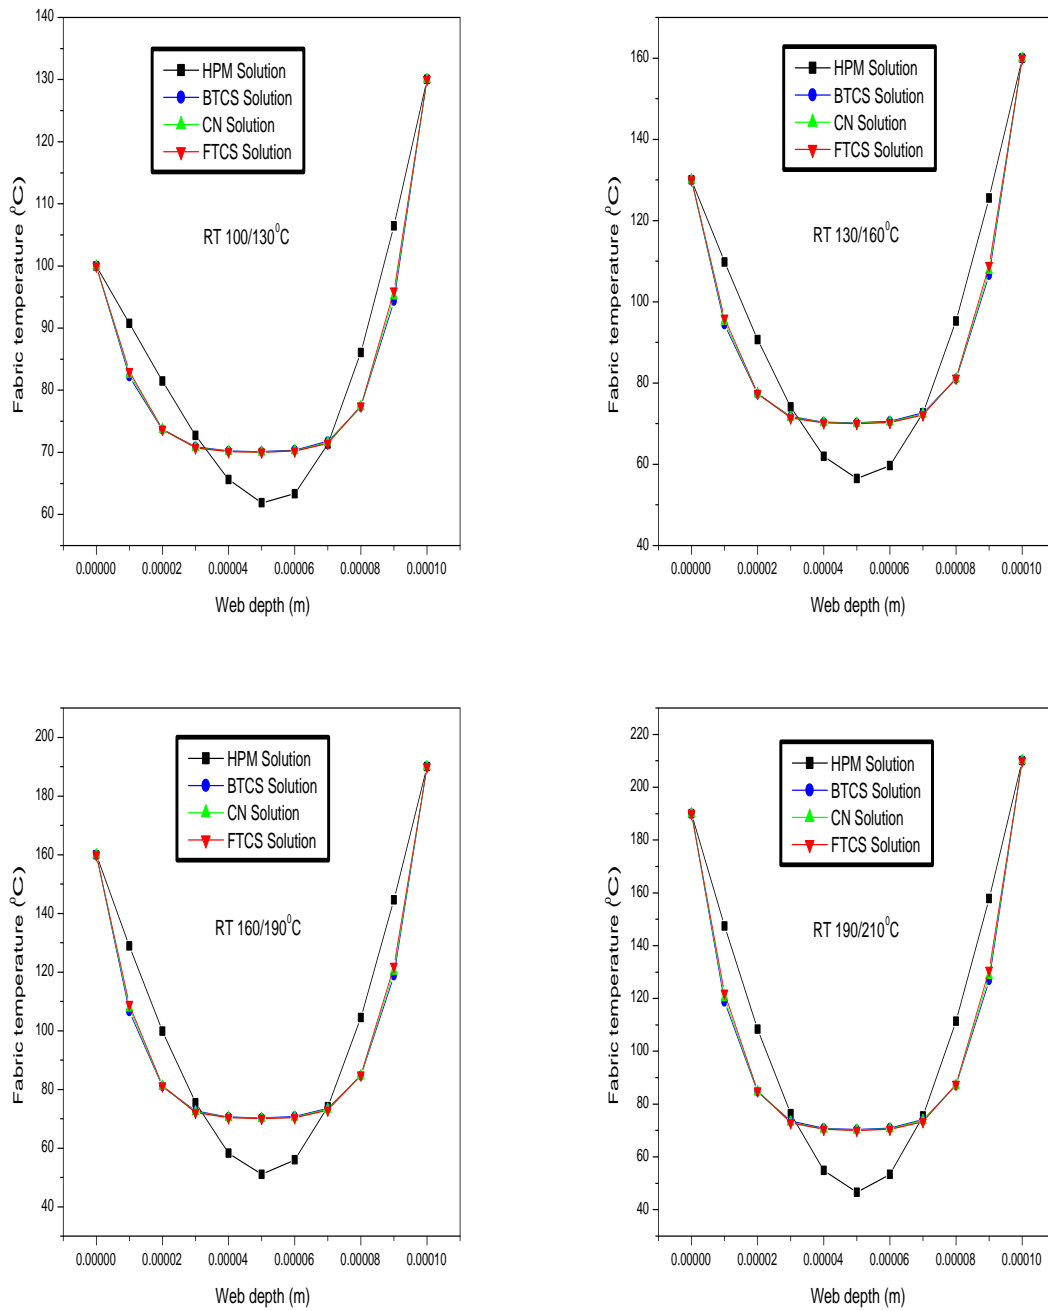 140
130
120
110
100
90
80
70
60
Fabric temperature (⁰C)
HPM Solution
BTCS Solution
CN Solution
FTCS Solution
RT 100/130⁰C
0.00000 0.00002 0.00004 0.00006 0.00008 0.00010
Web depth (m)
160
140
120
100
80
60
40
Fabric temperature (⁰C)
HPM Solution
BTCS Solution
CN Solution
FTCS Solution
RT 130/160⁰C
0.00000 0.00002 0.00004 0.00006 0.00008 0.00010
Web depth (m)
200
180
160
140
120
100
80
60
40
Fabric temperature (⁰C)
HPM Solution
BTCS Solution
CN Solution
FTCS Solution
RT 160/190⁰C
0.00000 0.00002 0.00004 0.00006 0.00008 0.00010
Web depth (m)
220
200
180
160
140
120
100
80
60
40
Fabric temperature (⁰C)
HPM Solution
BTCS Solution
CN Solution
FTCS Solution
RT 190/210⁰C
0.00000 0.00002 0.00004 0.00006 0.00008 0.00010
Web depth (m)